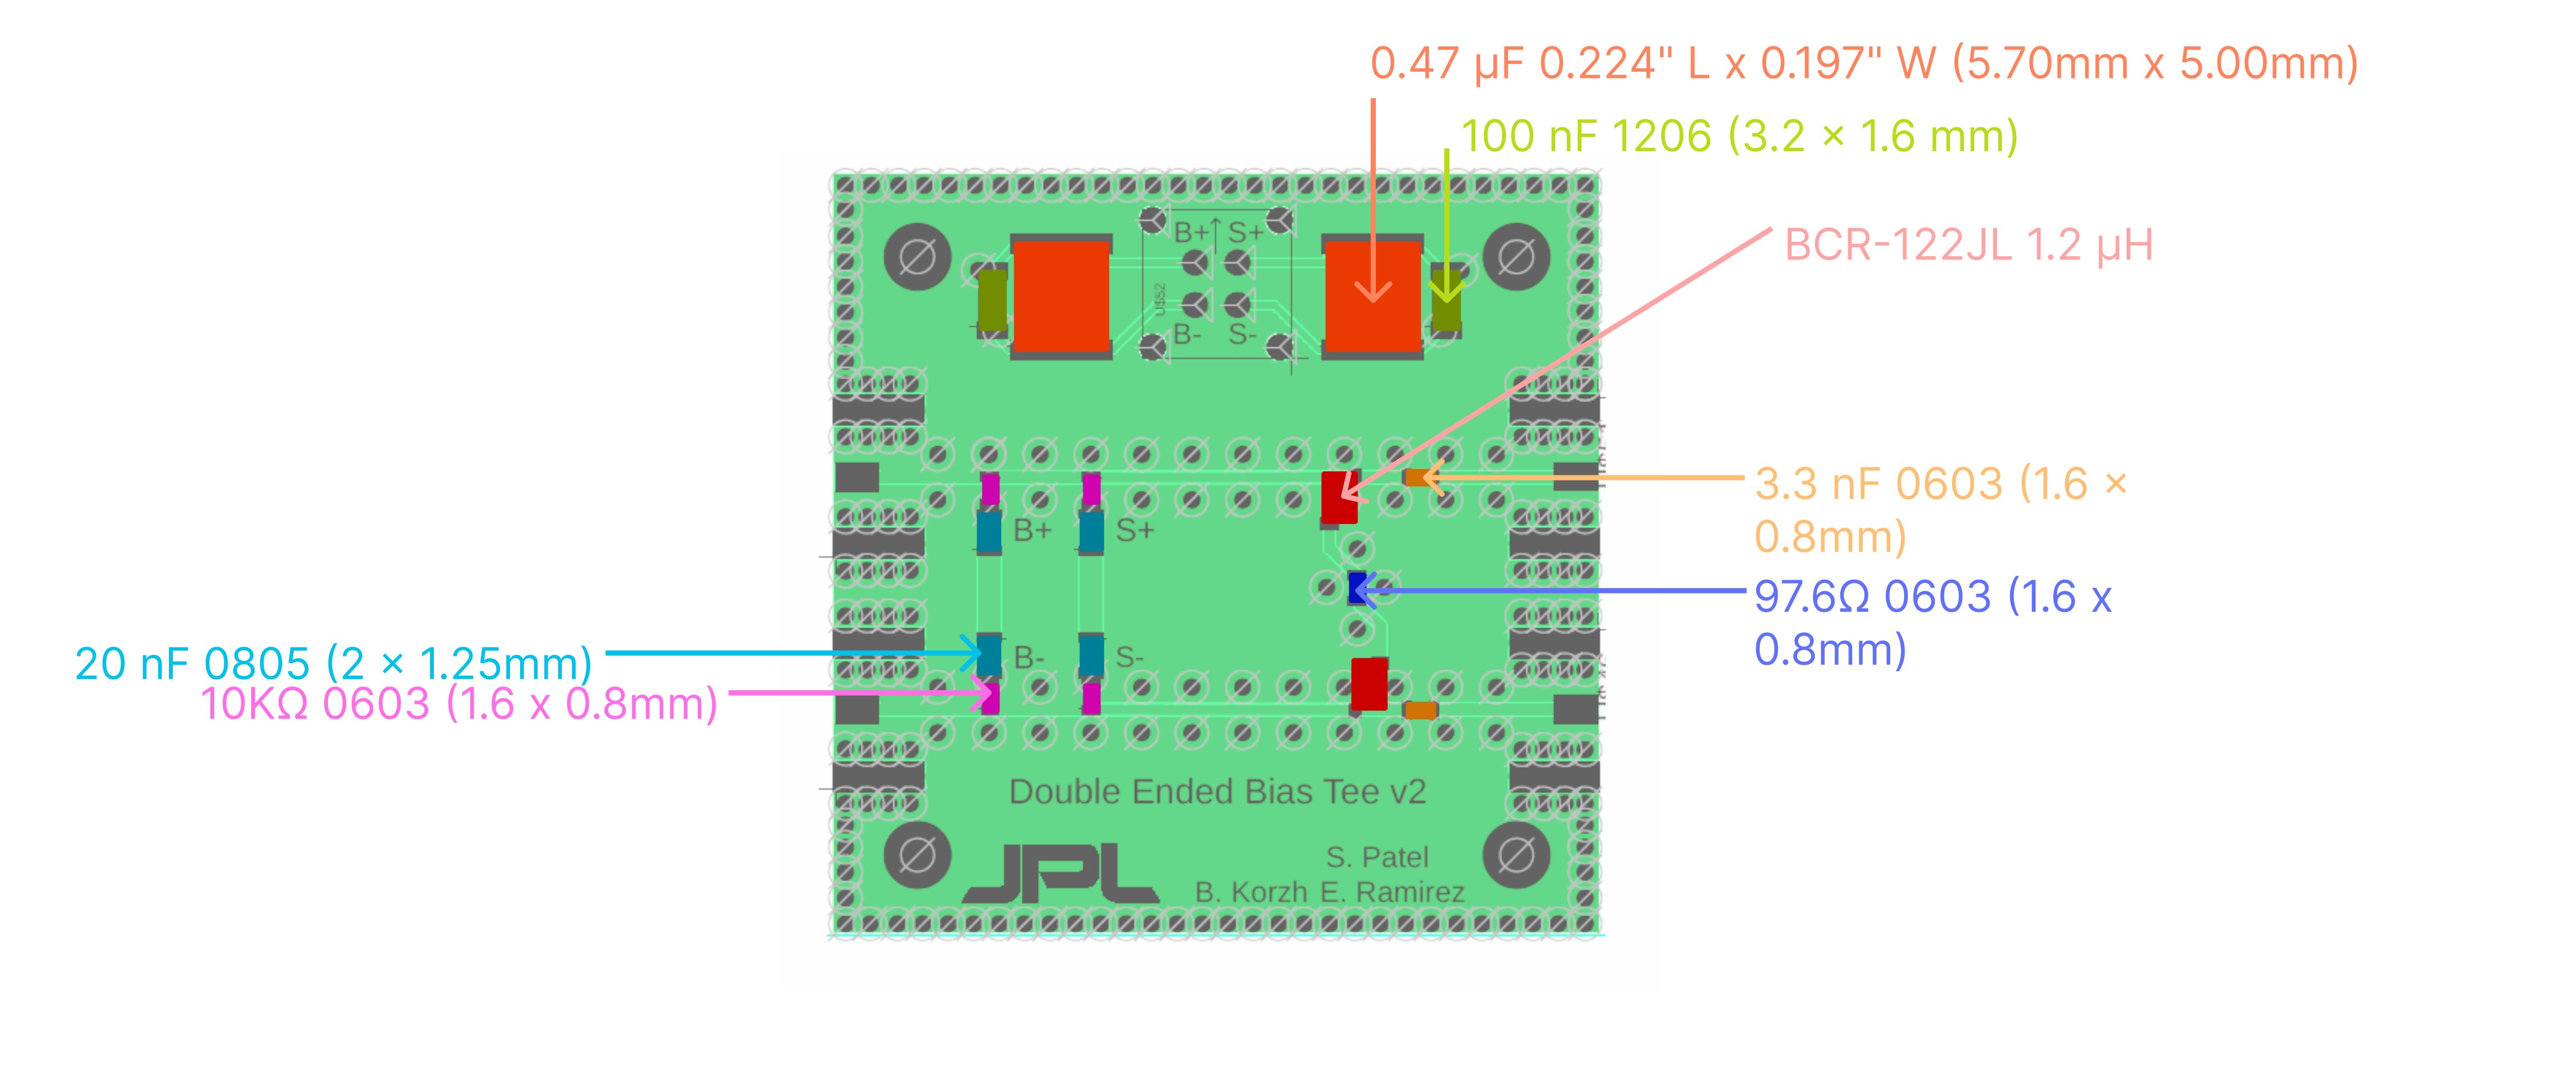 0.47 µF 0.224" L x 0.197" W (5.70mm x 5.00mm)
100 nF 1206 (3.2 × 1.6 mm)
BCR-122JL 1.2 µH
B+ S+
B- S-
3.3 nF 0603 (1.6 ×
0.8mm)
B+ S+
97.6Ω 0603 (1.6 x
0.8mm)
20 nF 0805 (2 × 1.25mm)
B- S-
10KΩ 0603 (1.6 x 0.8mm)
Double Ended Bias Tee v2
JPL
S. Patel
B. Korzh E. Ramirez